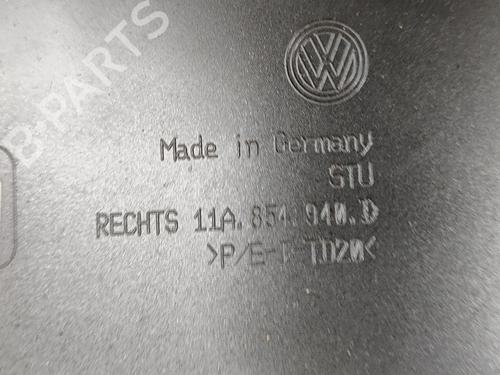 B-PARTS
Made in Germany
STU
RECHTS 11A.854.940.D
TD20<